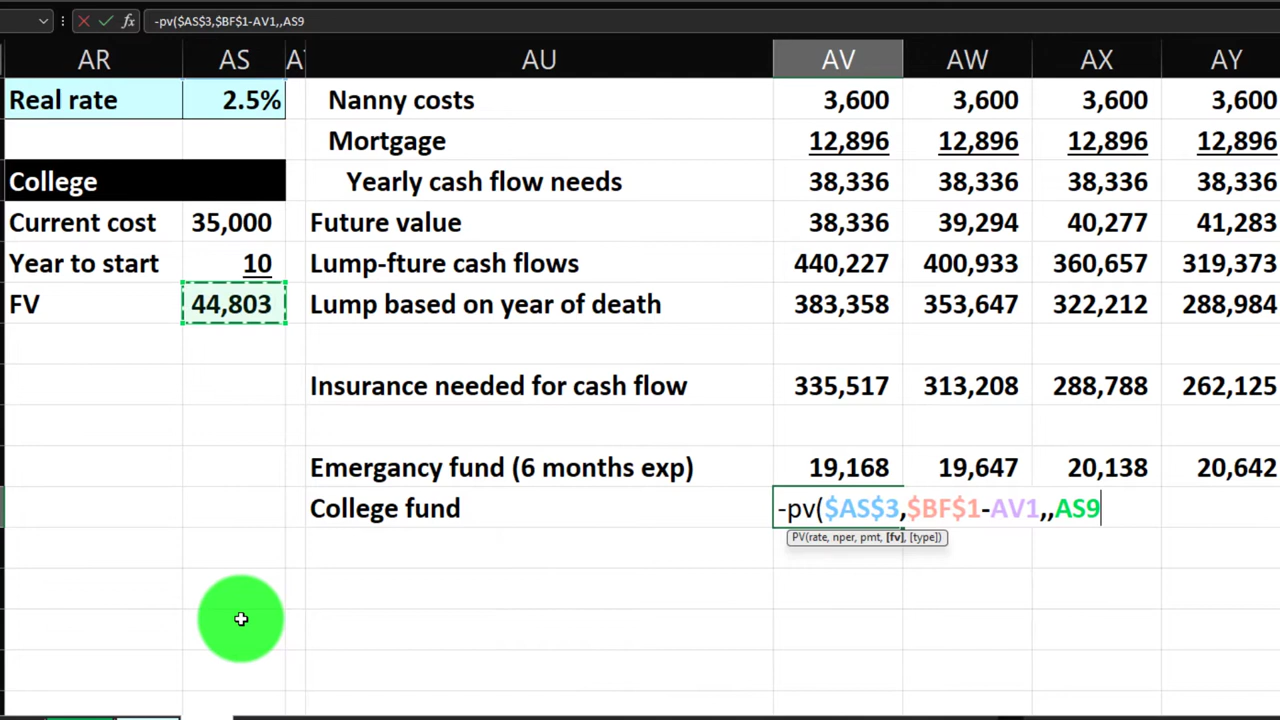 -pv($AS$3,$BF$1-AV1,,AS9
AR AS A AU AV AW AX AY
Real rate 2.5% Nanny costs 3,600 3,600 3,600 3,600
Mortgage 12,896 12,896 12,896 12,896
College Yearly cash flow needs 38,336 38,336 38,336 38,336
Current cost 35,000 Future value 38,336 39,294 40,277 41,283
Year to start 10 Lump-fture cash flows 440,227 400,933 360,657 319,373
FV 44,803 Lump based on year of death 383,358 353,647 322,212 288,984
Insurance needed for cash flow 335,517 313,208 288,788 262,125
Emergancy fund (6 months exp) 19,168 19,647 20,138 20,642
College fund -pv($AS$3,$BF$1-AV1,,AS9
PV(rate, nper, pmt, [fv], [type])